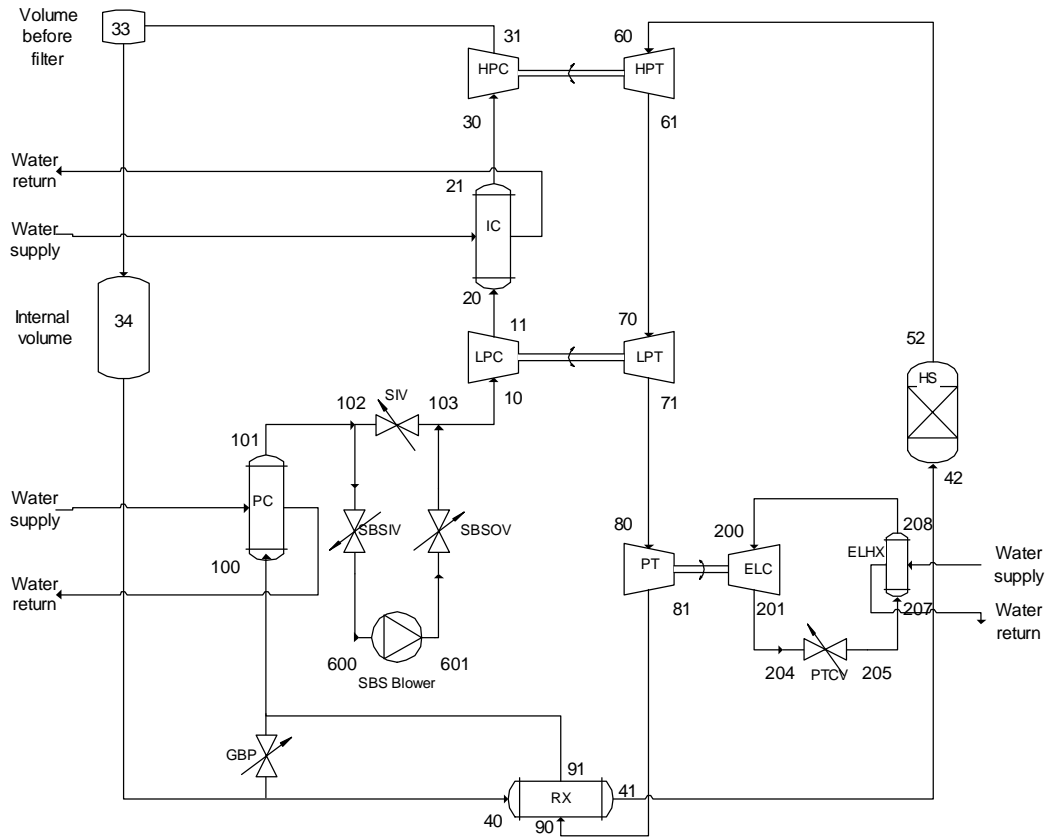 Volume
before
filter
33
31
60
HPC
HPT
30
61
Water
return
21
IC
Water
supply
20
11
70
Internal
volume
34
LPC
LPT
52
HS
SIV
102
103
10
71
101
42
Water
supply
PC
SBSIV
SBSOV
80
200
208
ELHX
100
PT
ELC
Water
supply
Water
return
81
201
207
Water
return
600
601
SBS Blower
204
PTCV
205
GBP
91
41
RX
40
90